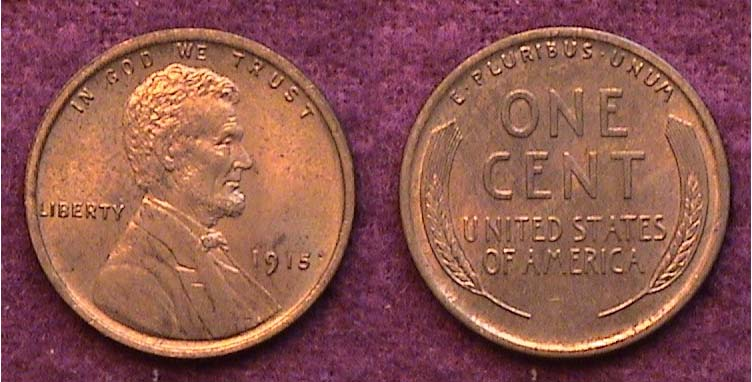 IN GOD WE TRUST
LIBERTY
1915
E·PLURIBUS·UNUM
ONE
CENT
UNITED STATES
OF AMERICA